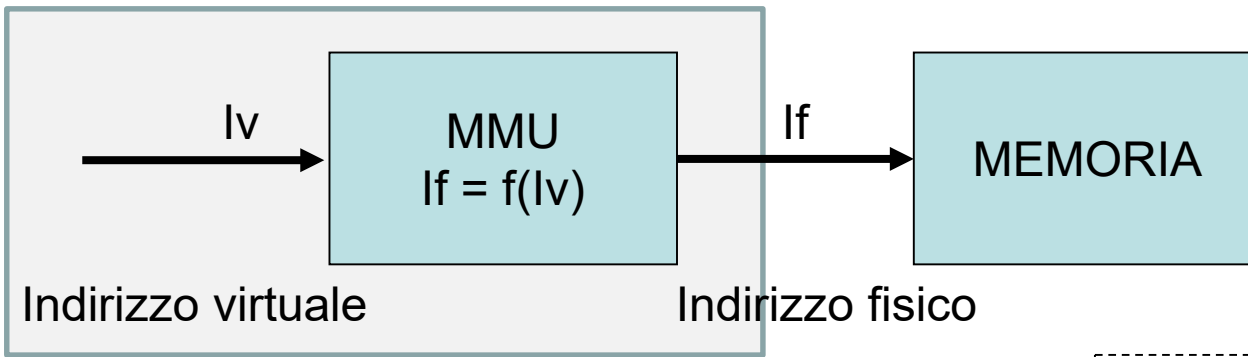 Iv
MMU
If = f(Iv)
If
MEMORIA
Indirizzo virtuale
Indirizzo fisico